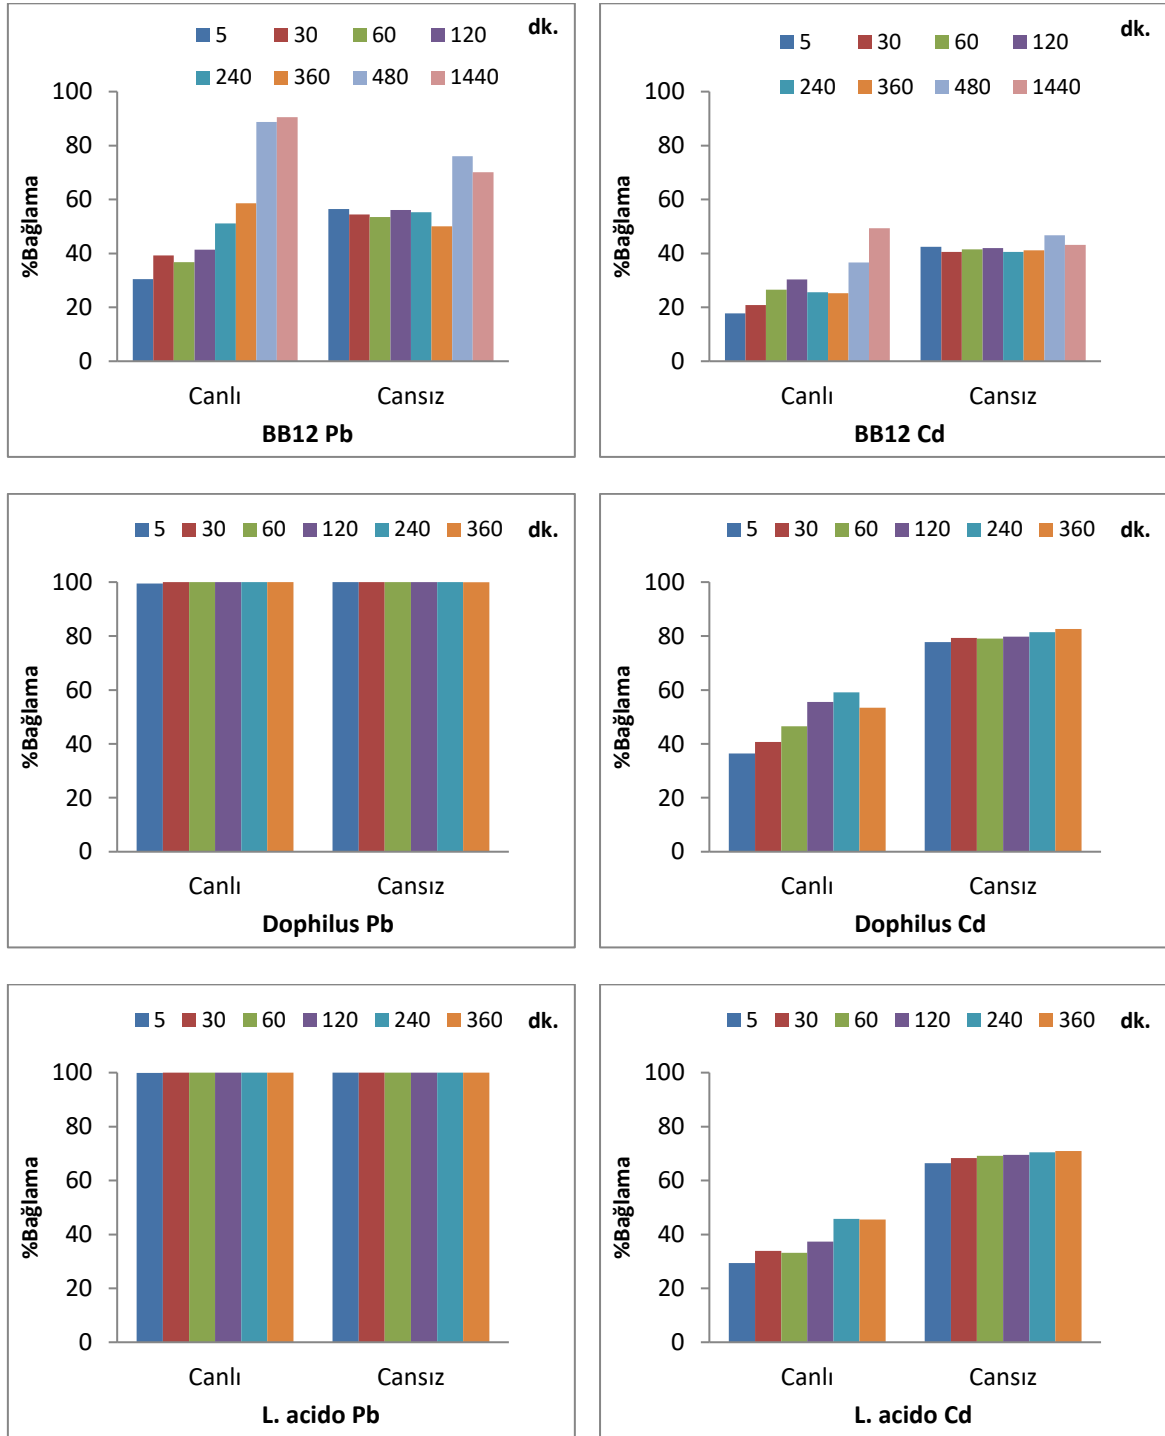 5 30 60 120 dk.
240 360 480 1440
100
80
60
40
20
0
%Bağlama
Canlı Cansız
BB12 Pb
5 30 60 120 dk.
240 360 480 1440
100
80
60
40
20
0
%Bağlama
Canlı Cansız
BB12 Cd
5 30 60 120 240 360 dk.
100
80
60
40
20
0
%Bağlama
Canlı Cansız
Dophilus Pb
5 30 60 120 240 360 dk.
100
80
60
40
20
0
%Bağlama
Canlı Cansız
Dophilus Cd
5 30 60 120 240 360 dk.
100
80
60
40
20
0
%Bağlama
Canlı Cansız
L. acido Pb
5 30 60 120 240 360 dk.
100
80
60
40
20
0
%Bağlama
Canlı Cansız
L. acido Cd